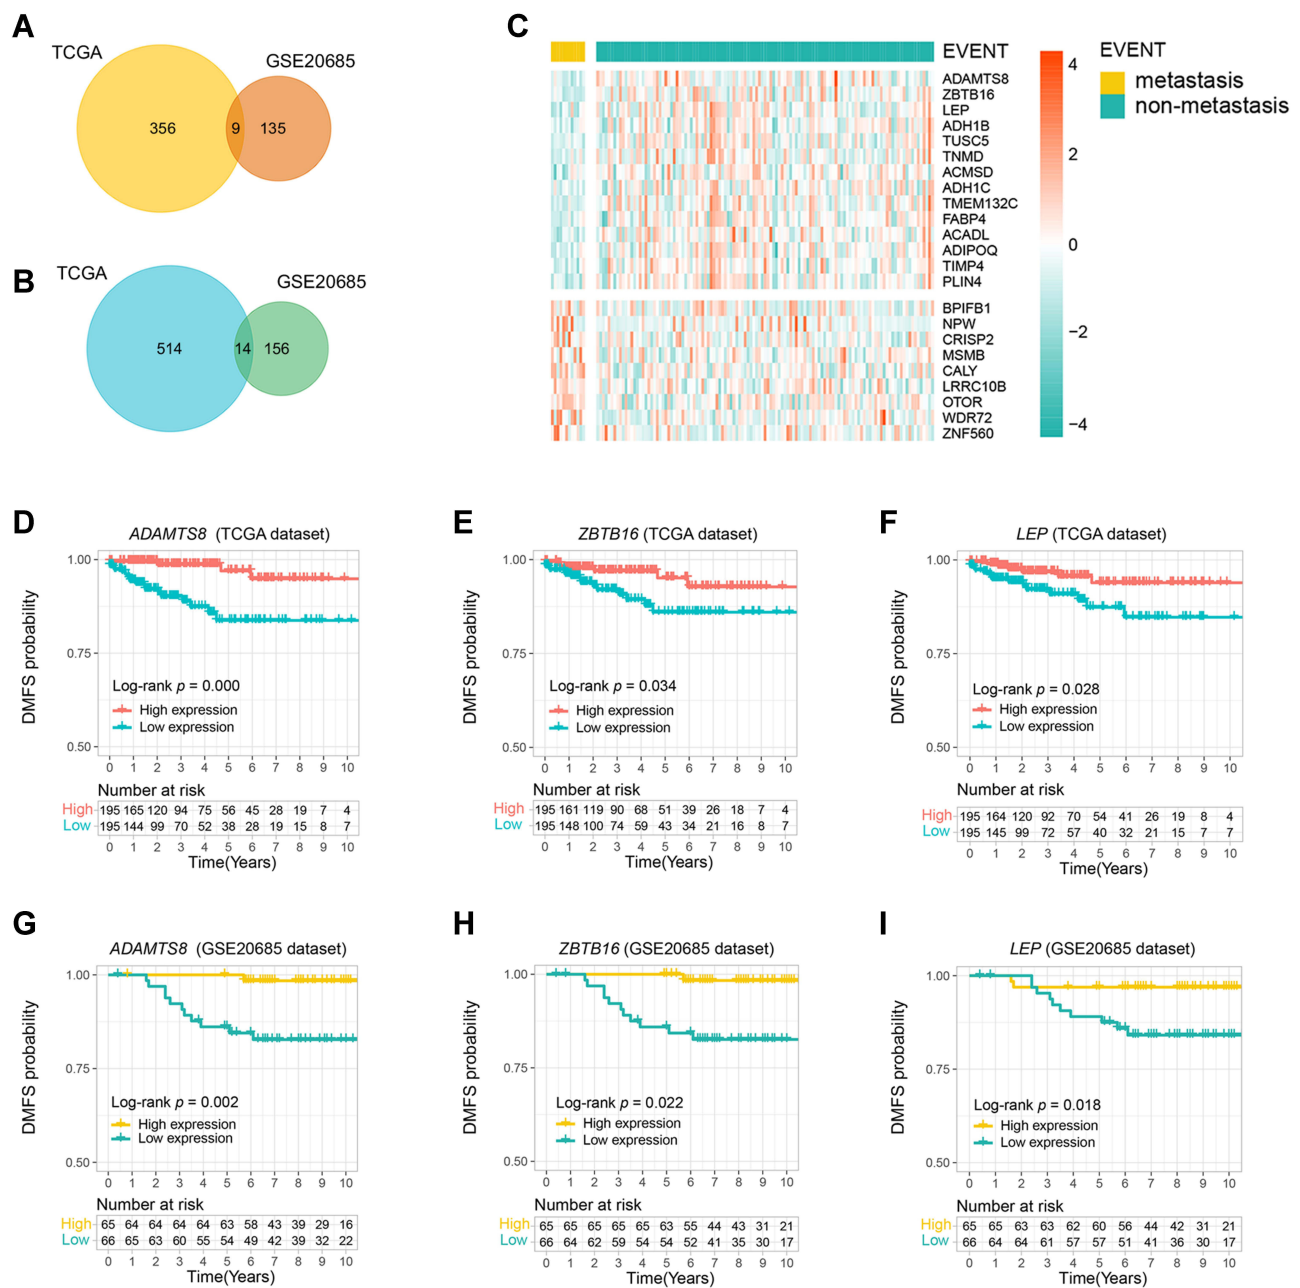 A
TCGA
GSE20685
356
9
135
B
TCGA
GSE20685
514
14
156
C
EVENT
ADAMTS8
ZBTB16
LEP
ADH1B
TUSC5
TNMD
ACMSD
ADH1C
TMEM132C
FABP4
ACADL
ADIPOQ
TIMP4
PLIN4
BPIFB1
NPW
CRISP2
MSMB
CALY
LRRC10B
OTOR
WDR72
ZNF560
4
2
0
−2
−4
EVENT
metastasis
non-metastasis
D
ADAMTS8 (TCGA dataset)
DMFS probability
1.00
0.75
0.50
Log-rank p = 0.000
High expression
Low expression
0 1 2 3 4 5 6 7 8 9 10
Number at risk
High 195 165 120 94 75 56 45 28 19 7 4
Low 195 144 99 70 52 38 28 19 15 8 7
0 1 2 3 4 5 6 7 8 9 10
Time(Years)
E
ZBTB16 (TCGA dataset)
DMFS probability
1.00
0.75
0.50
Log-rank p = 0.034
High expression
Low expression
0 1 2 3 4 5 6 7 8 9 10
Number at risk
High 195 161 119 90 68 51 39 26 18 7 4
Low 195 148 100 74 59 43 34 21 16 8 7
0 1 2 3 4 5 6 7 8 9 10
Time(Years)
F
LEP (TCGA dataset)
DMFS probability
1.00
0.75
0.50
Log-rank p = 0.028
High expression
Low expression
0 1 2 3 4 5 6 7 8 9 10
Number at risk
High 195 164 120 92 70 54 41 26 19 8 4
Low 195 145 99 72 57 40 32 21 15 7 7
0 1 2 3 4 5 6 7 8 9 10
Time(Years)
G
ADAMTS8 (GSE20685 dataset)
DMFS probability
1.00
0.75
0.50
Log-rank p = 0.002
High expression
Low expression
0 1 2 3 4 5 6 7 8 9 10
Number at risk
High 65 64 64 64 64 63 58 43 39 29 16
Low 66 65 63 60 55 54 49 42 39 32 22
0 1 2 3 4 5 6 7 8 9 10
Time(Years)
H
ZBTB16 (GSE20685 dataset)
DMFS probability
1.00
0.75
0.50
Log-rank p = 0.022
High expression
Low expression
0 1 2 3 4 5 6 7 8 9 10
Number at risk
High 65 65 65 65 65 63 55 44 43 31 21
Low 66 64 62 59 54 54 52 41 35 30 17
0 1 2 3 4 5 6 7 8 9 10
Time(Years)
I
LEP (GSE20685 dataset)
DMFS probability
1.00
0.75
0.50
Log-rank p = 0.018
High expression
Low expression
0 1 2 3 4 5 6 7 8 9 10
Number at risk
High 65 65 63 63 62 60 56 44 42 31 21
Low 66 64 64 61 57 57 51 41 36 30 17
0 1 2 3 4 5 6 7 8 9 10
Time(Years)